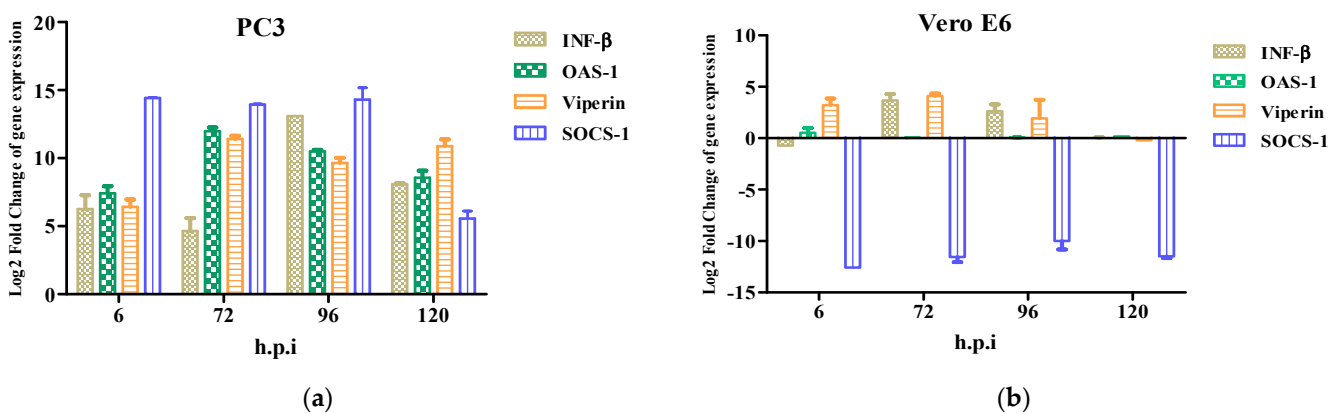 PC3
Log2 Fold Change of gene expression
20
15
10
5
0
6 72 96 120
h.p.i
INF-β
OAS-1
Viperin
SOCS-1
(a)
Vero E6
Log2 Fold Change of gene expression
10
5
0
-5
-10
-15
6 72 96 120
h.p.i
INF-β
OAS-1
Viperin
SOCS-1
(b)